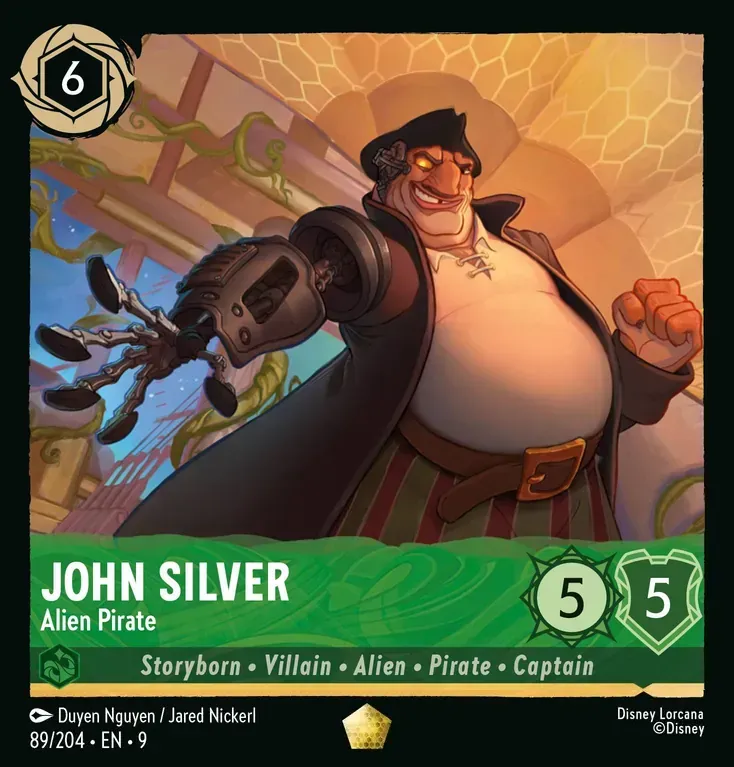 6
JOHN SILVER
Alien Pirate
5 5
Storyborn • Villain • Alien • Pirate • Captain
Duyen Nguyen / Jared Nickerl
Disney Lorcana
©Disney
89/204 • EN • 9